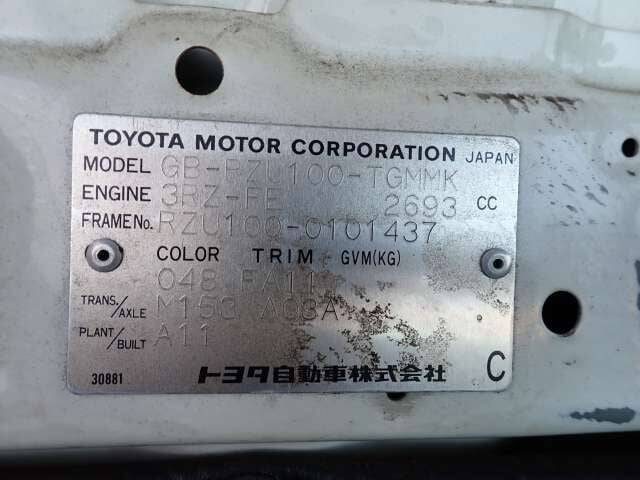 TOYOTA MOTOR CORPORATION JAPAN
MODEL GB-RZU100-TGMMK
ENGINE 3RZ-FE 2693 CC
FRAME No. RZU100-0101437
COLOR TRIM GVM(KG)
048 FA11
TRANS./AXLE M153 A03A
PLANT/BUILT A11
30881 トヨタ自動車株式会社 C